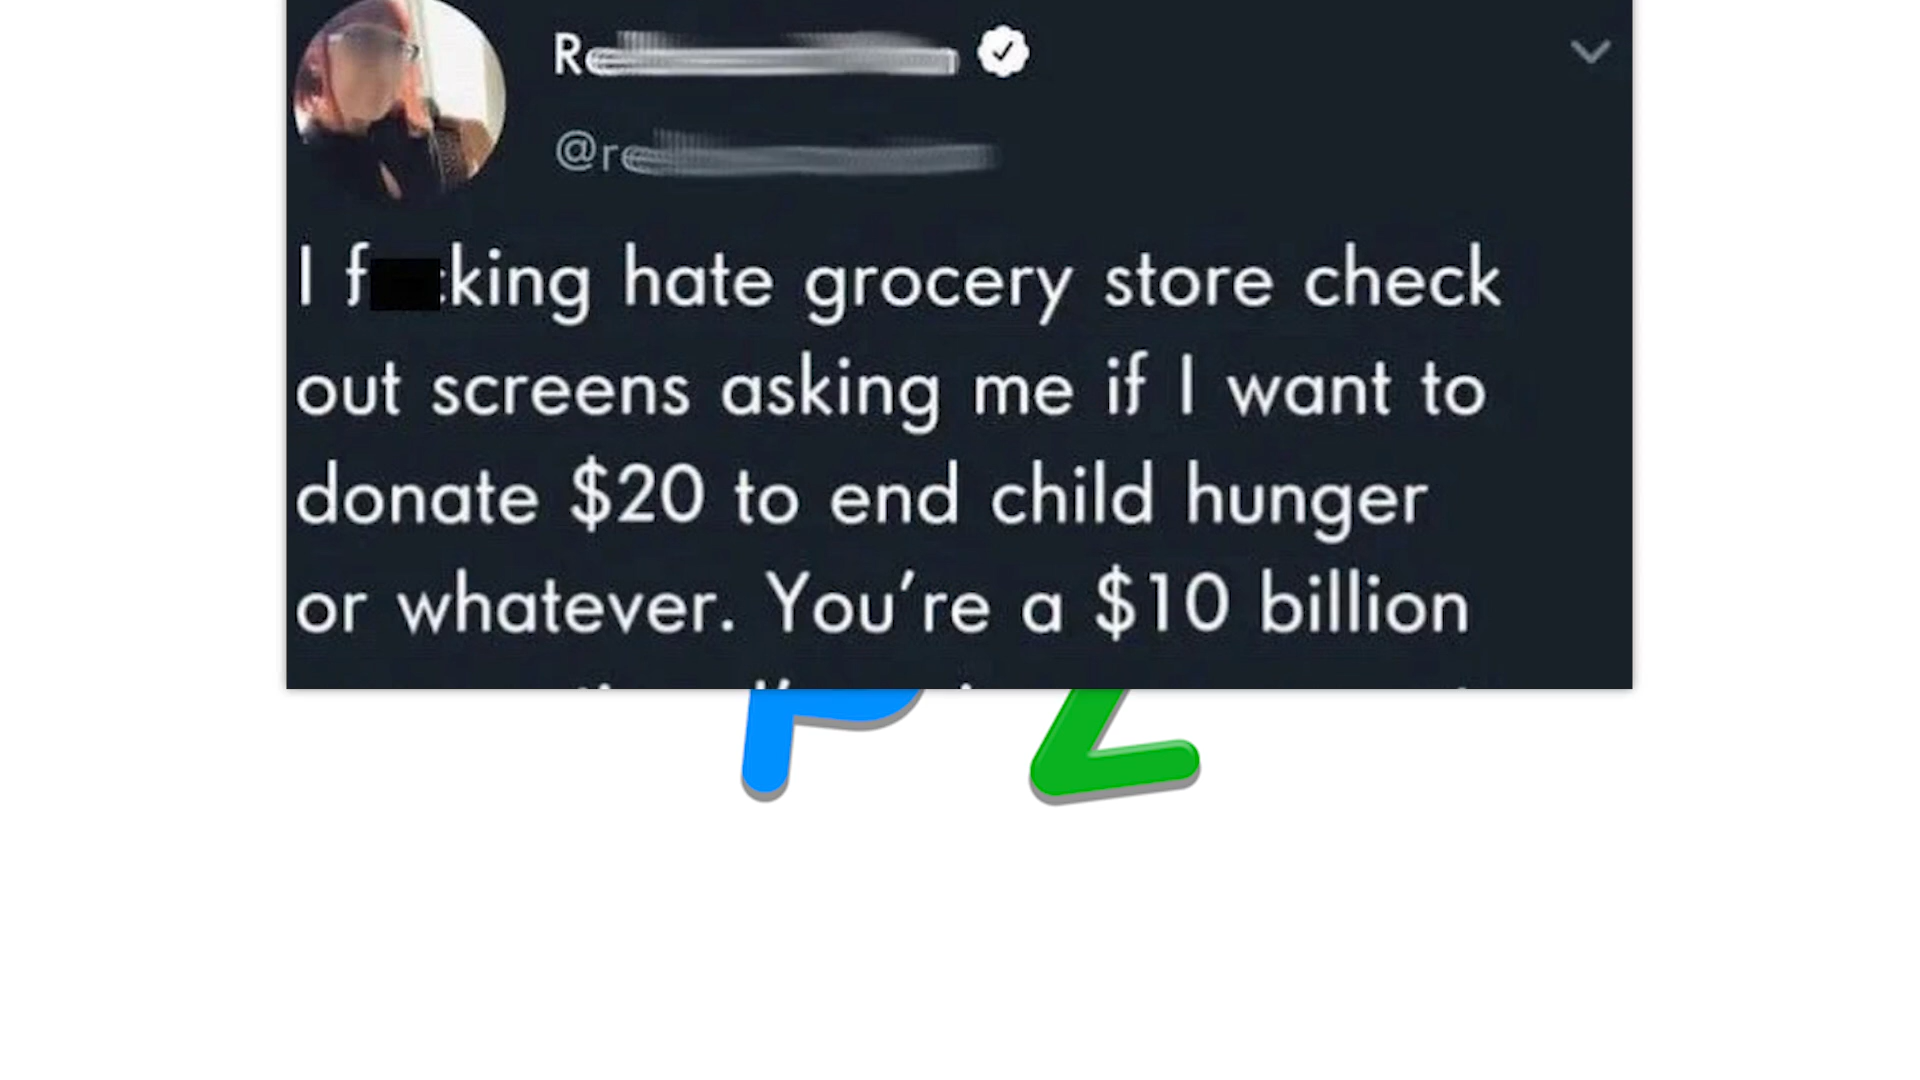 R
@re
I f king hate grocery store check
out screens asking me if I want to
donate $20 to end child hunger
or whatever. You're a $10 billion
P Z